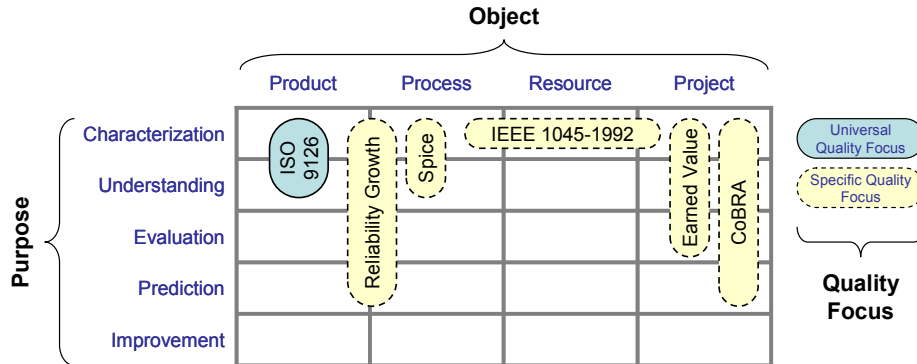 Object
Product
Process
Resource
Project
Purpose
Characterization
Understanding
Evaluation
Prediction
Improvement
ISO
9126
Reliability Growth
Spice
IEEE 1045-1992
Earned Value
CoBRA
Universal
Quality Focus
Specific Quality
Focus
Quality
Focus